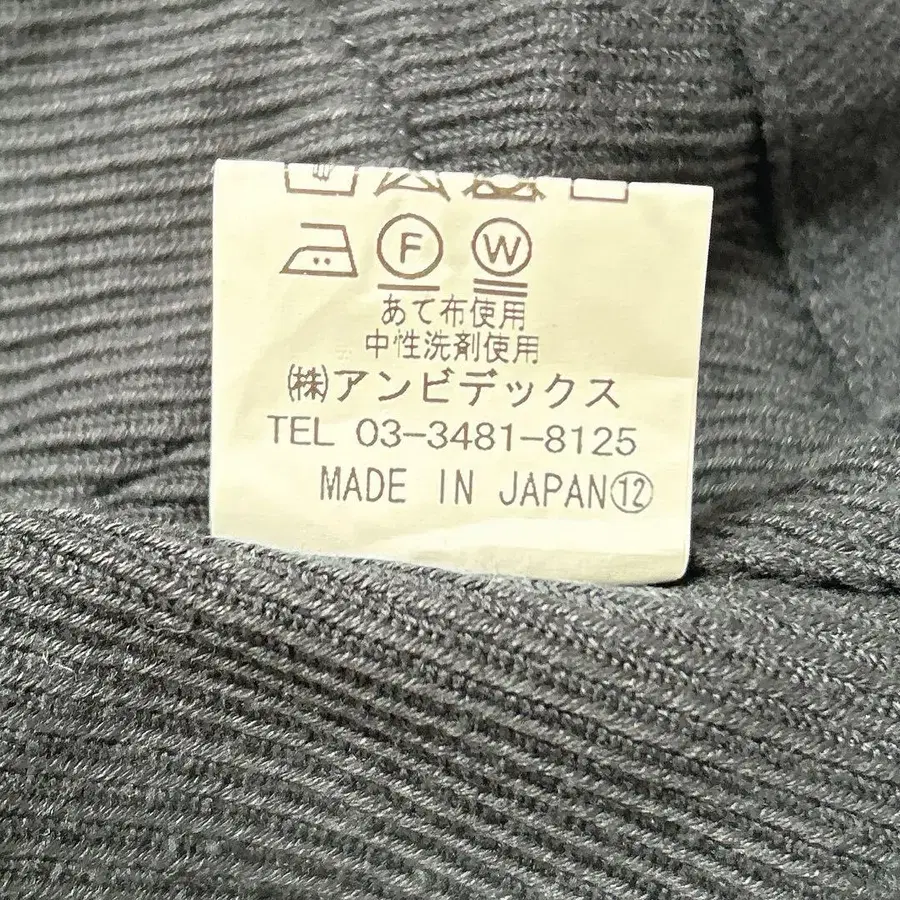 F W
あて布使用
中性洗剤使用
㈱アンビデックス
TEL 03-3481-8125
MADE IN JAPAN⑫